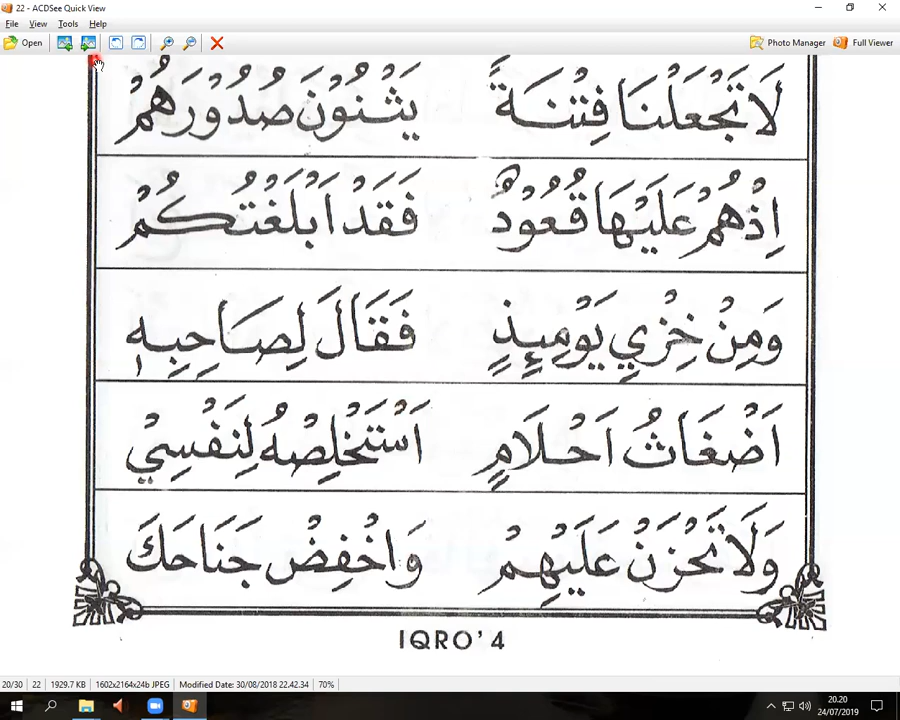 22 - ACDSee Quick View
File View Tools Help
Open Photo Manager Full Viewer
لَا تَجْعَلْنَا فِتْنَةً يَثْنُوْنَ صُدُوْرَهُمْ
اِذْهُمْ عَلَيْهَا قُعُوْدٌ فَقَدْ اَبْلَغْتُكُمْ
وَمِنْ خِزْيِ يَوْمِئِذٍ فَقَالَ لِصَاحِبِهٖ
اَضْغَاثُ اَحْلَامٍ اَسْتَخْلِصْهُ لِنَفْسِيْ
وَلَا تَحْزَنْ عَلَيْهِمْ وَاخْفِضْ جَنَاحَكَ
IQRO' 4
20/30 22 1929.7 KB 1602x2164x24b JPEG Modified Date: 30/08/2018 22.42.34 70%
20.20
24/07/2019